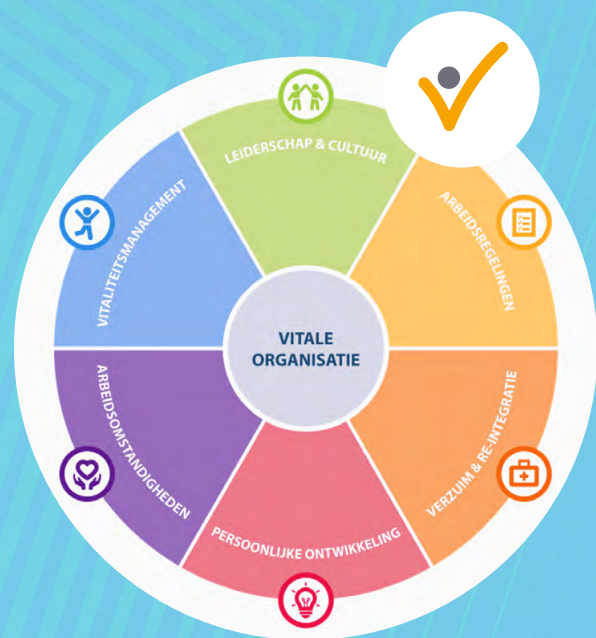 LEIDERSCHAP & CULTUUR
ARBEIDSREGELINGEN
VERZUIM & RE-INTEGRATIE
PERSOONLIJKE ONTWIKKELING
ARBEIDSOMSTANDIGHEDEN
VITALITEITSMANAGEMENT
VITALE
ORGANISATIE